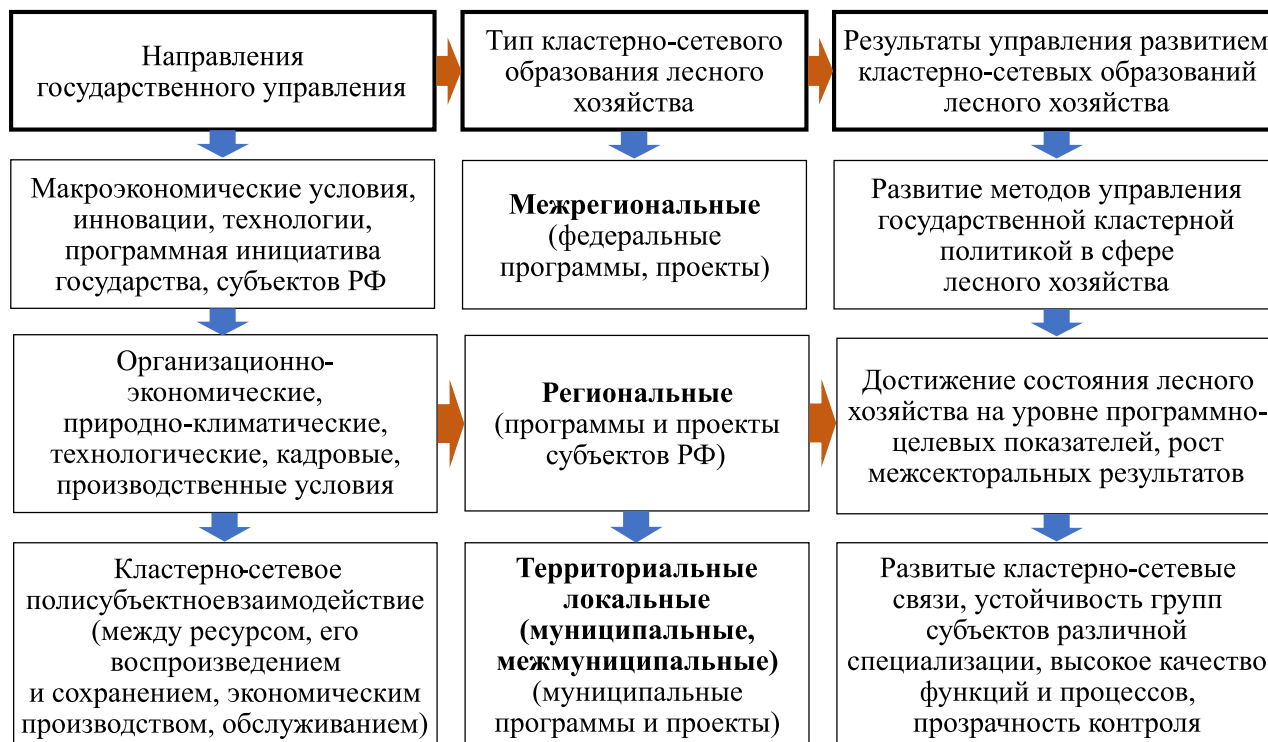 Направления
государственного управления
Тип кластерно-сетевого
образования лесного
хозяйства
Результаты управления развитием
кластерно-сетевых образований
лесного хозяйства
Макроэкономические условия,
инновации, технологии,
программная инициатива
государства, субъектов РФ
Межрегиональные
(федеральные
программы, проекты)
Развитие методов управления
государственной кластерной
политикой в сфере
лесного хозяйства
Организационно-
экономические,
природно-климатические,
технологические, кадровые,
производственные условия
Региональные
(программы и проекты
субъектов РФ)
Достижение состояния лесного
хозяйства на уровне программно-
целевых показателей, рост
межсекторальных результатов
Кластерно-сетевое
полисубъектноевзаимодействие
(между ресурсом, его
воспроизведением
и сохранением, экономическим
производством, обслуживанием)
Территориальные
локальные
(муниципальные,
межмуниципальные)
(муниципальные
программы и проекты)
Развитые кластерно-сетевые
связи, устойчивость групп
субъектов различной
специализации, высокое качество
функций и процессов,
прозрачность контроля